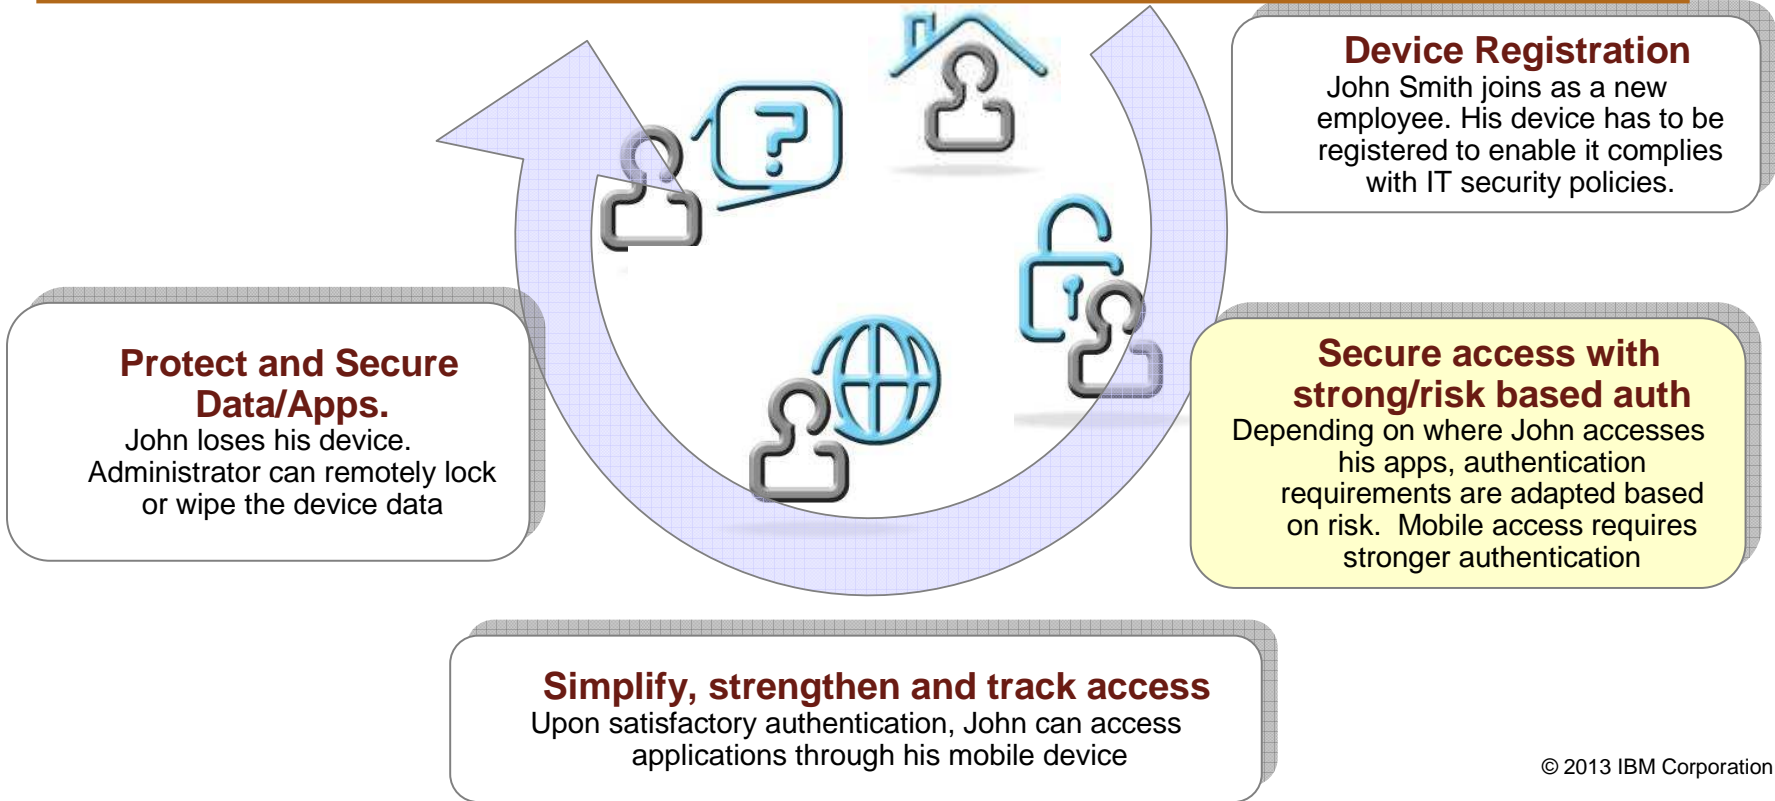 Device Registration
John Smith joins as a new
employee. His device has to be
registered to enable it complies
with IT security policies.
Secure access with
strong/risk based auth
Depending on where John accesses
his apps, authentication
requirements are adapted based
on risk. Mobile access requires
stronger authentication
Simplify, strengthen and track access
Upon satisfactory authentication, John can access
applications through his mobile device
Protect and Secure
Data/Apps.
John loses his device.
Administrator can remotely lock
or wipe the device data
?
© 2013 IBM Corporation